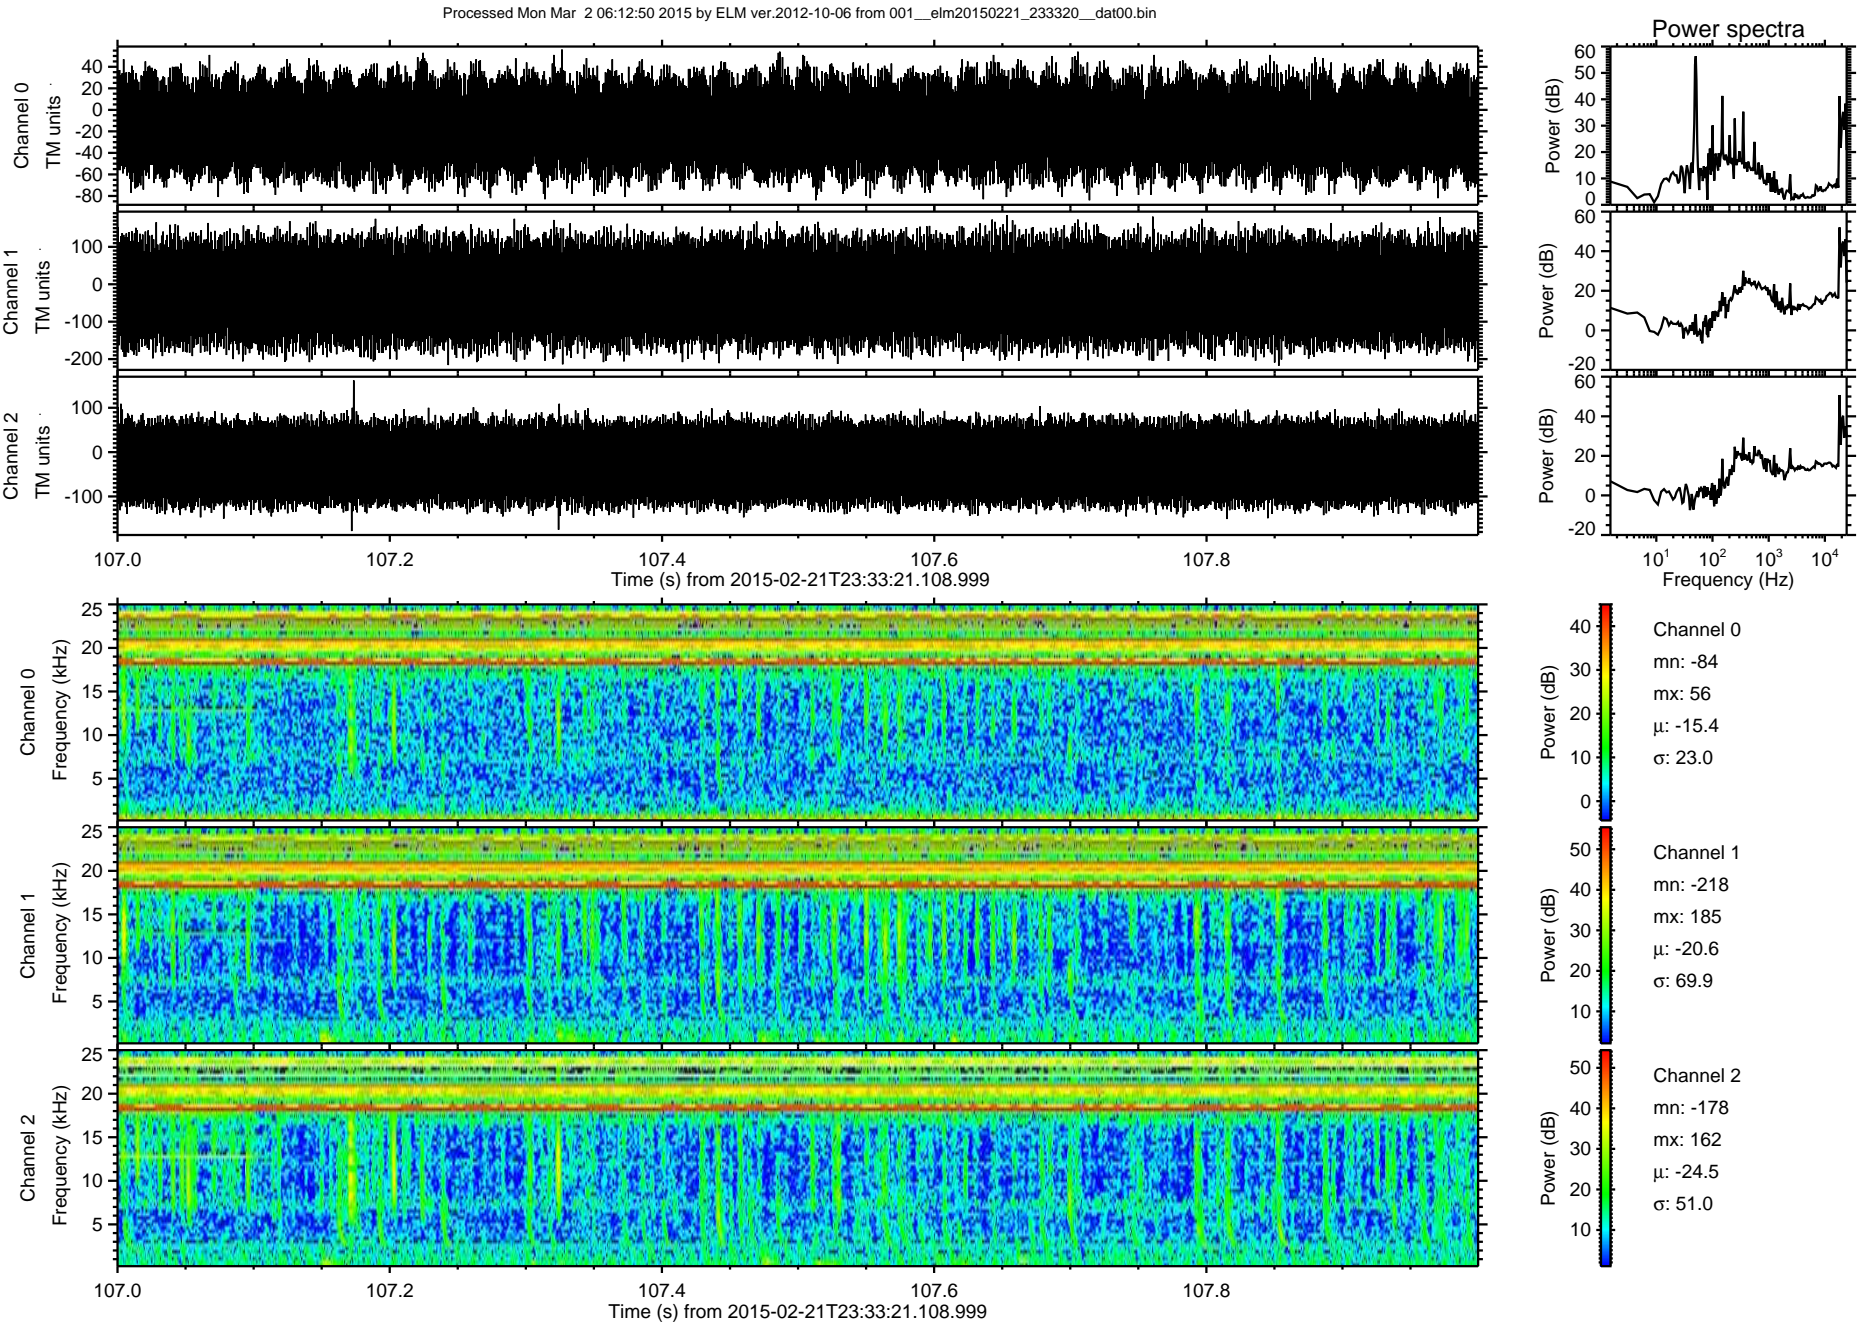 Processed Mon Mar  2 06:12:50 2015 by ELM ver.2012-10-06 from 001__elm20150221_233320__dat00.bin
Power spectra
Channel 0
TM units
40
20
0
-20
-40
-60
-80
Power (dB)
60
50
40
30
20
10
0
Channel 1
TM units
100
0
-100
-200
Power (dB)
60
40
20
0
-20
Channel 2
TM units
100
0
-100
Power (dB)
60
40
20
0
-20
107.0 107.2 107.4 107.6 107.8
Time (s) from 2015-02-21T23:33:21.108.999
10^1 10^2 10^3 10^4
Frequency (Hz)
Channel 0
Frequency (kHz)
25
20
15
10
5
Power (dB)
40
30
20
10
0
Channel 0
mn: -84
mx: 56
μ: -15.4
σ: 23.0
Channel 1
Frequency (kHz)
25
20
15
10
5
Power (dB)
50
40
30
20
10
Channel 1
mn: -218
mx: 185
μ: -20.6
σ: 69.9
Channel 2
Frequency (kHz)
25
20
15
10
5
Power (dB)
50
40
30
20
10
Channel 2
mn: -178
mx: 162
μ: -24.5
σ: 51.0
107.0 107.2 107.4 107.6 107.8
Time (s) from 2015-02-21T23:33:21.108.999